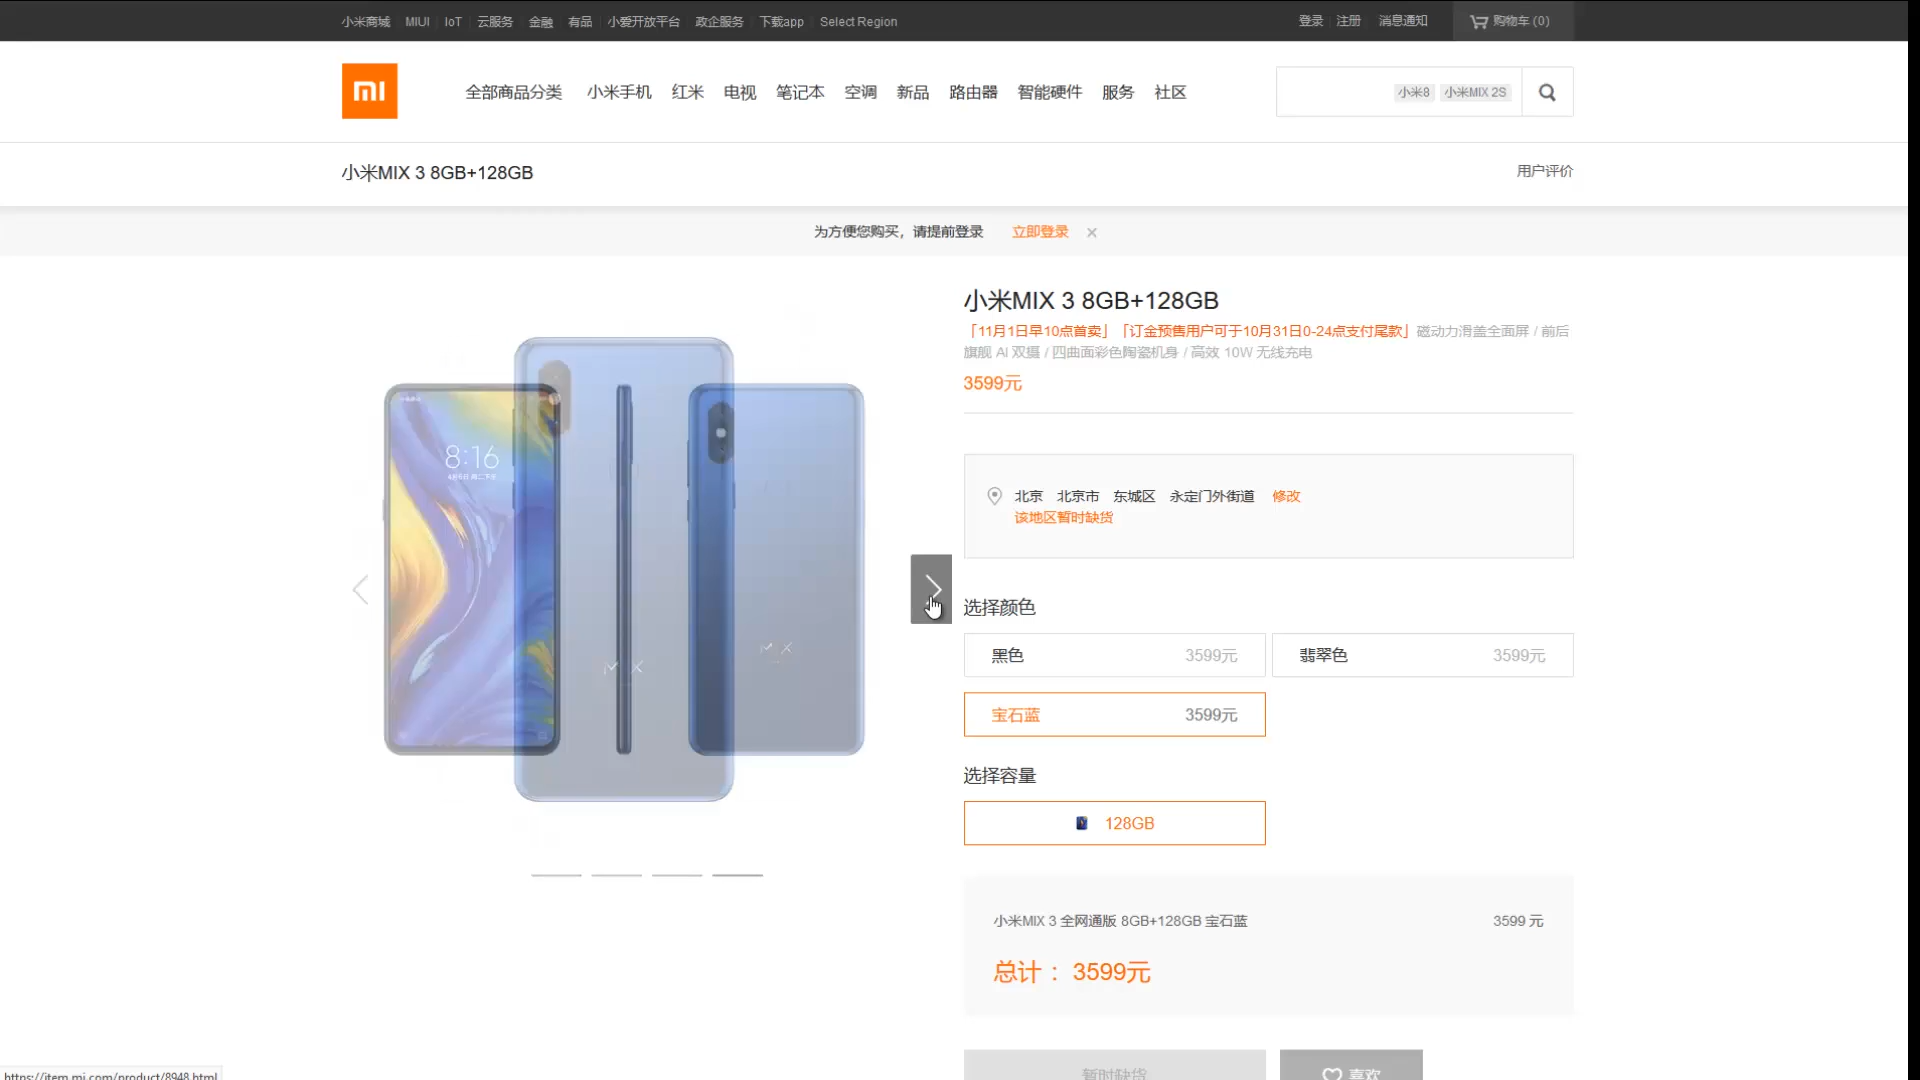 小米商城 MIUI IoT 云服务 金融 有品 小爱开放平台 政企服务 下载app Select Region
登录 注册 消息通知 购物车 (0)
mi
全部商品分类 小米手机 红米 电视 笔记本 空调 新品 路由器 智能硬件 服务 社区
小米8 小米MIX 2S
小米MIX 3 8GB+128GB
用户评价
为方便您购买，请提前登录 立即登录 ×
小米MIX 3 8GB+128GB
「11月1日早10点首卖」「订金预售用户可于10月31日0-24点支付尾款」 磁动力滑盖全面屏 / 前后
旗舰 AI 双摄 / 四曲面彩色陶瓷机身 / 高效 10W 无线充电
3599元
8:16
北京 北京市 东城区 永定门外街道 修改
该地区暂时缺货
选择颜色
黑色 3599元
翡翠色 3599元
宝石蓝 3599元
选择容量
128GB
小米MIX 3 全网通版 8GB+128GB 宝石蓝 3599 元
总计 ：3599元
暂时缺货
喜欢
https://item.mi.com/product/8948.html